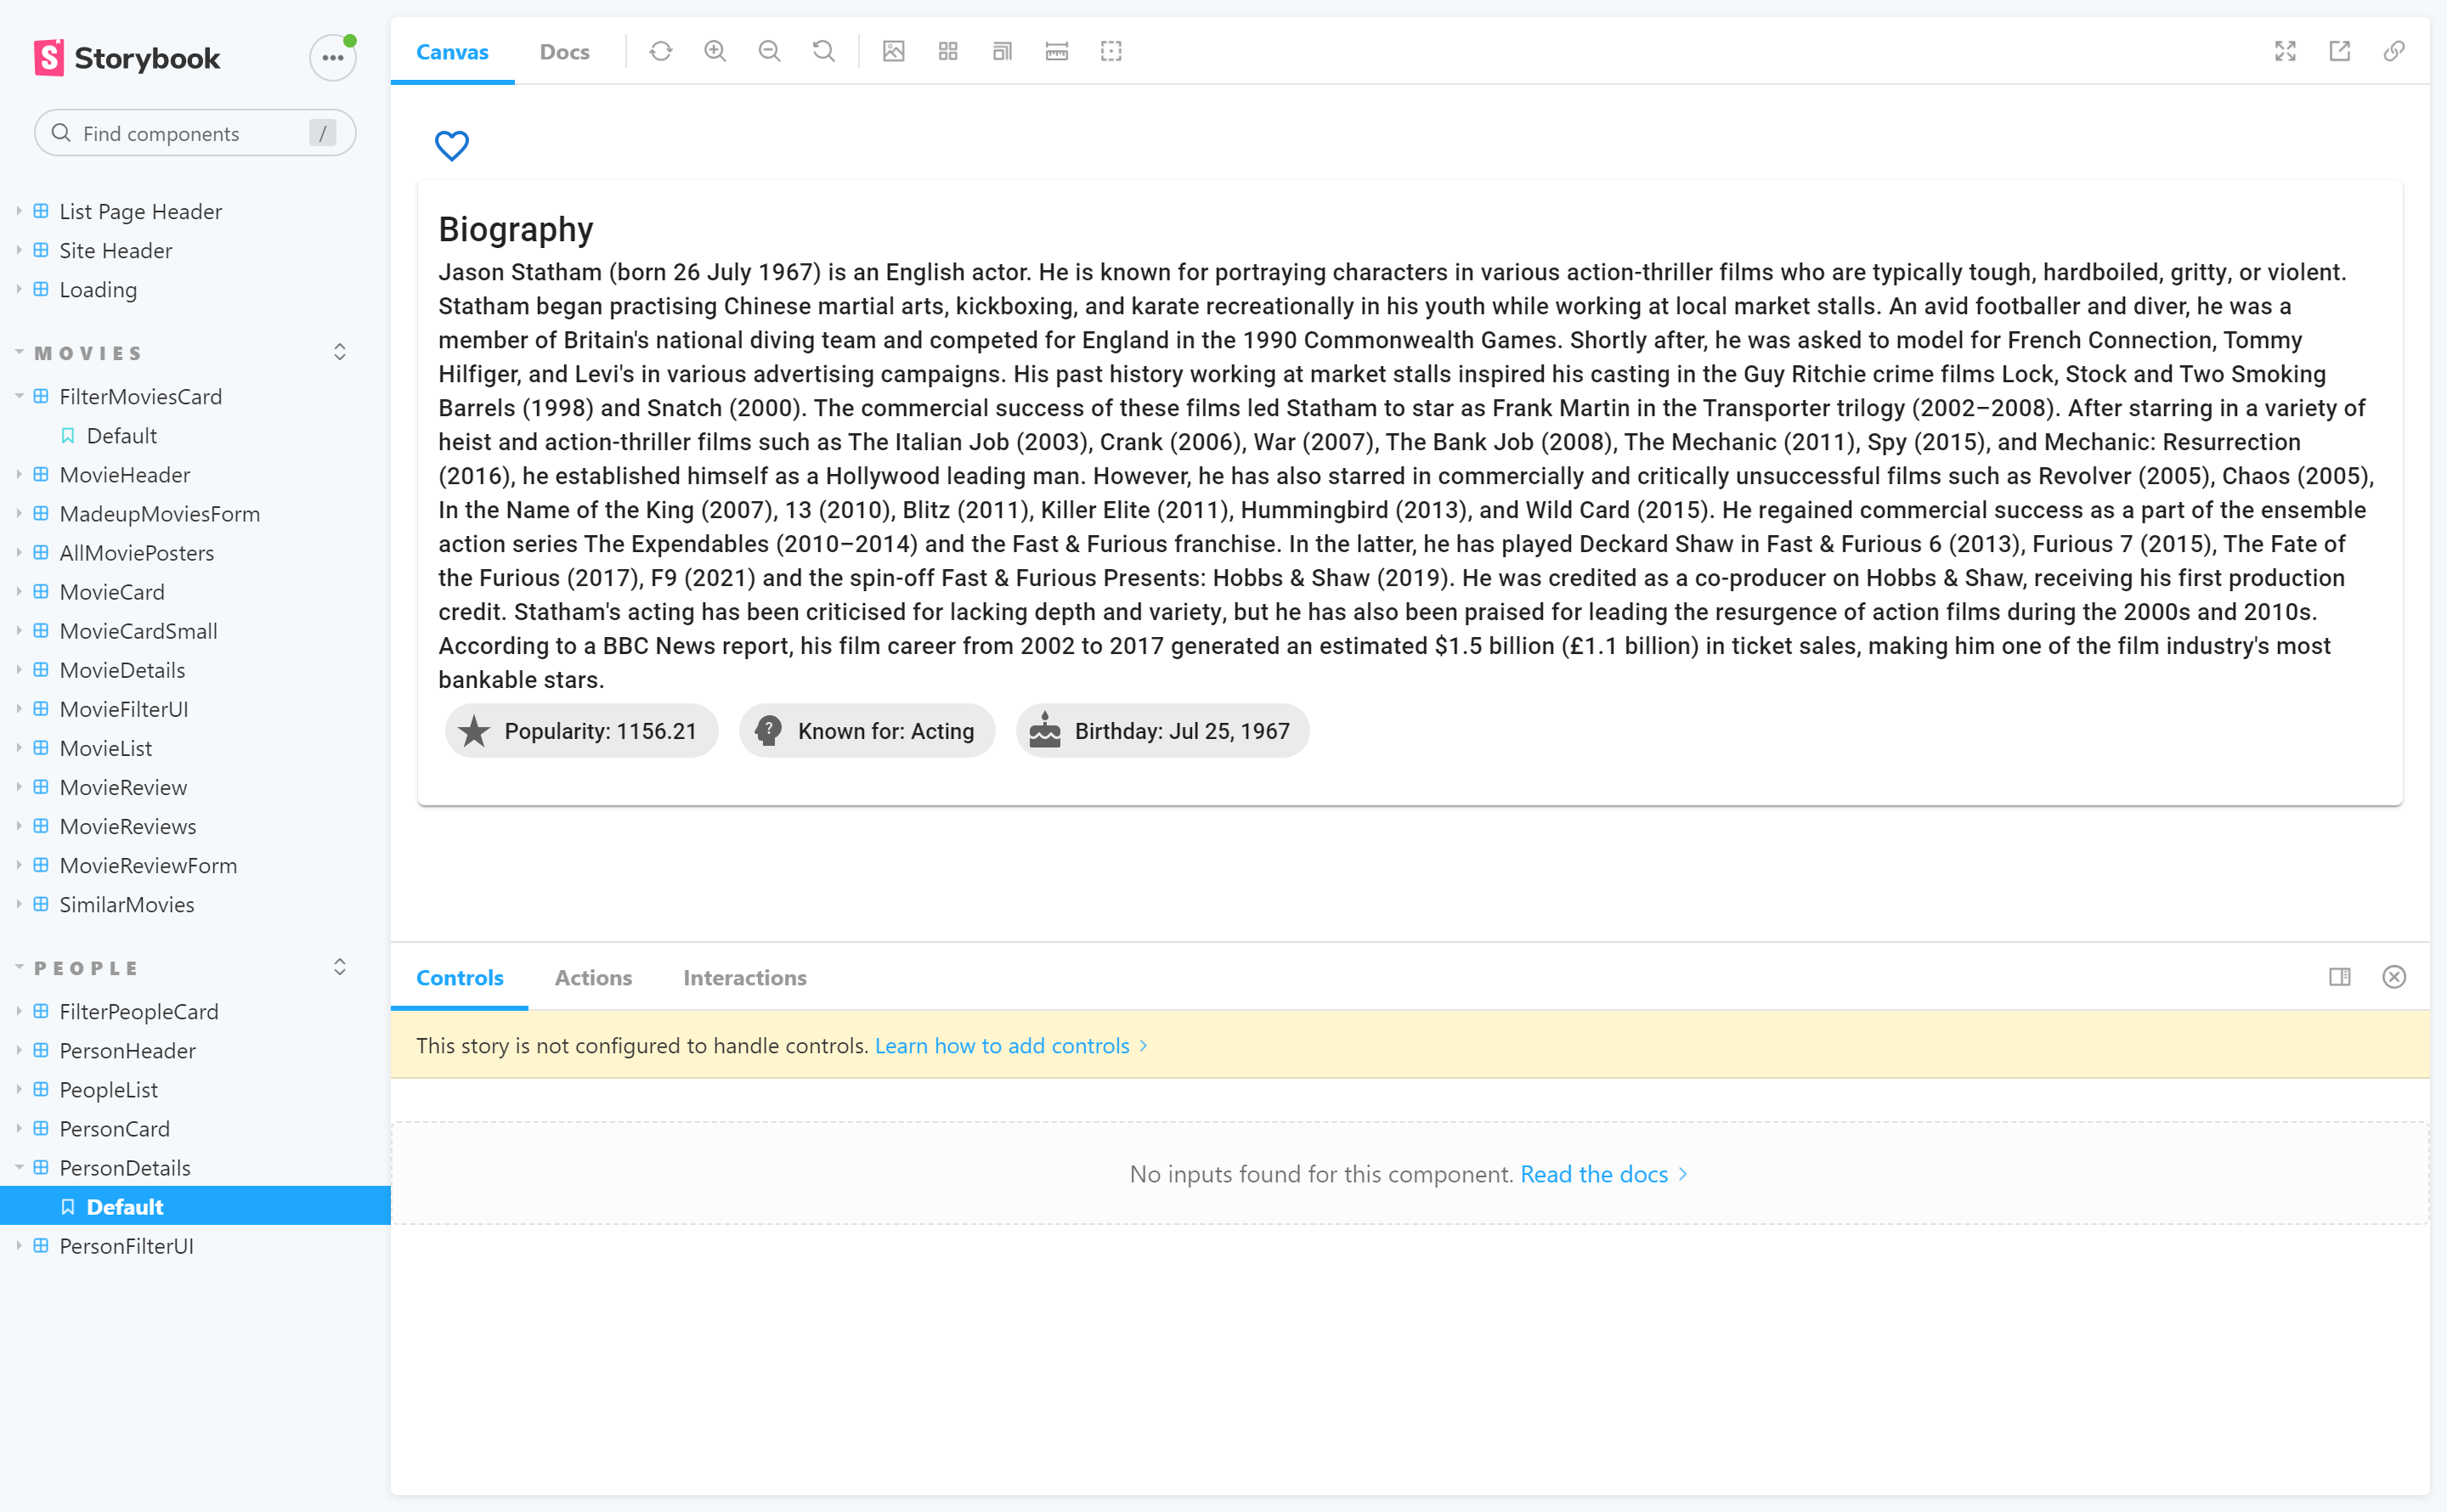 Storybook
Find components
/
List Page Header
Site Header
Loading
MOVIES
FilterMoviesCard
Default
MovieHeader
MadeupMoviesForm
AllMoviePosters
MovieCard
MovieCardSmall
MovieDetails
MovieFilterUI
MovieList
MovieReview
MovieReviews
MovieReviewForm
SimilarMovies
PEOPLE
FilterPeopleCard
PersonHeader
PeopleList
PersonCard
PersonDetails
Default
PersonFilterUI
Canvas
Docs
Biography
Jason Statham (born 26 July 1967) is an English actor. He is known for portraying characters in various action-thriller films who are typically tough, hardboiled, gritty, or violent.
Statham began practising Chinese martial arts, kickboxing, and karate recreationally in his youth while working at local market stalls. An avid footballer and diver, he was a
member of Britain's national diving team and competed for England in the 1990 Commonwealth Games. Shortly after, he was asked to model for French Connection, Tommy
Hilfiger, and Levi's in various advertising campaigns. His past history working at market stalls inspired his casting in the Guy Ritchie crime films Lock, Stock and Two Smoking
Barrels (1998) and Snatch (2000). The commercial success of these films led Statham to star as Frank Martin in the Transporter trilogy (2002–2008). After starring in a variety of
heist and action-thriller films such as The Italian Job (2003), Crank (2006), War (2007), The Bank Job (2008), The Mechanic (2011), Spy (2015), and Mechanic: Resurrection
(2016), he established himself as a Hollywood leading man. However, he has also starred in commercially and critically unsuccessful films such as Revolver (2005), Chaos (2005),
In the Name of the King (2007), 13 (2010), Blitz (2011), Killer Elite (2011), Hummingbird (2013), and Wild Card (2015). He regained commercial success as a part of the ensemble
action series The Expendables (2010–2014) and the Fast & Furious franchise. In the latter, he has played Deckard Shaw in Fast & Furious 6 (2013), Furious 7 (2015), The Fate of
the Furious (2017), F9 (2021) and the spin-off Fast & Furious Presents: Hobbs & Shaw (2019). He was credited as a co-producer on Hobbs & Shaw, receiving his first production
credit. Statham's acting has been criticised for lacking depth and variety, but he has also been praised for leading the resurgence of action films during the 2000s and 2010s.
According to a BBC News report, his film career from 2002 to 2017 generated an estimated $1.5 billion (£1.1 billion) in ticket sales, making him one of the film industry's most
bankable stars.
Popularity: 1156.21
Known for: Acting
Birthday: Jul 25, 1967
Controls
Actions
Interactions
This story is not configured to handle controls. Learn how to add controls
No inputs found for this component. Read the docs